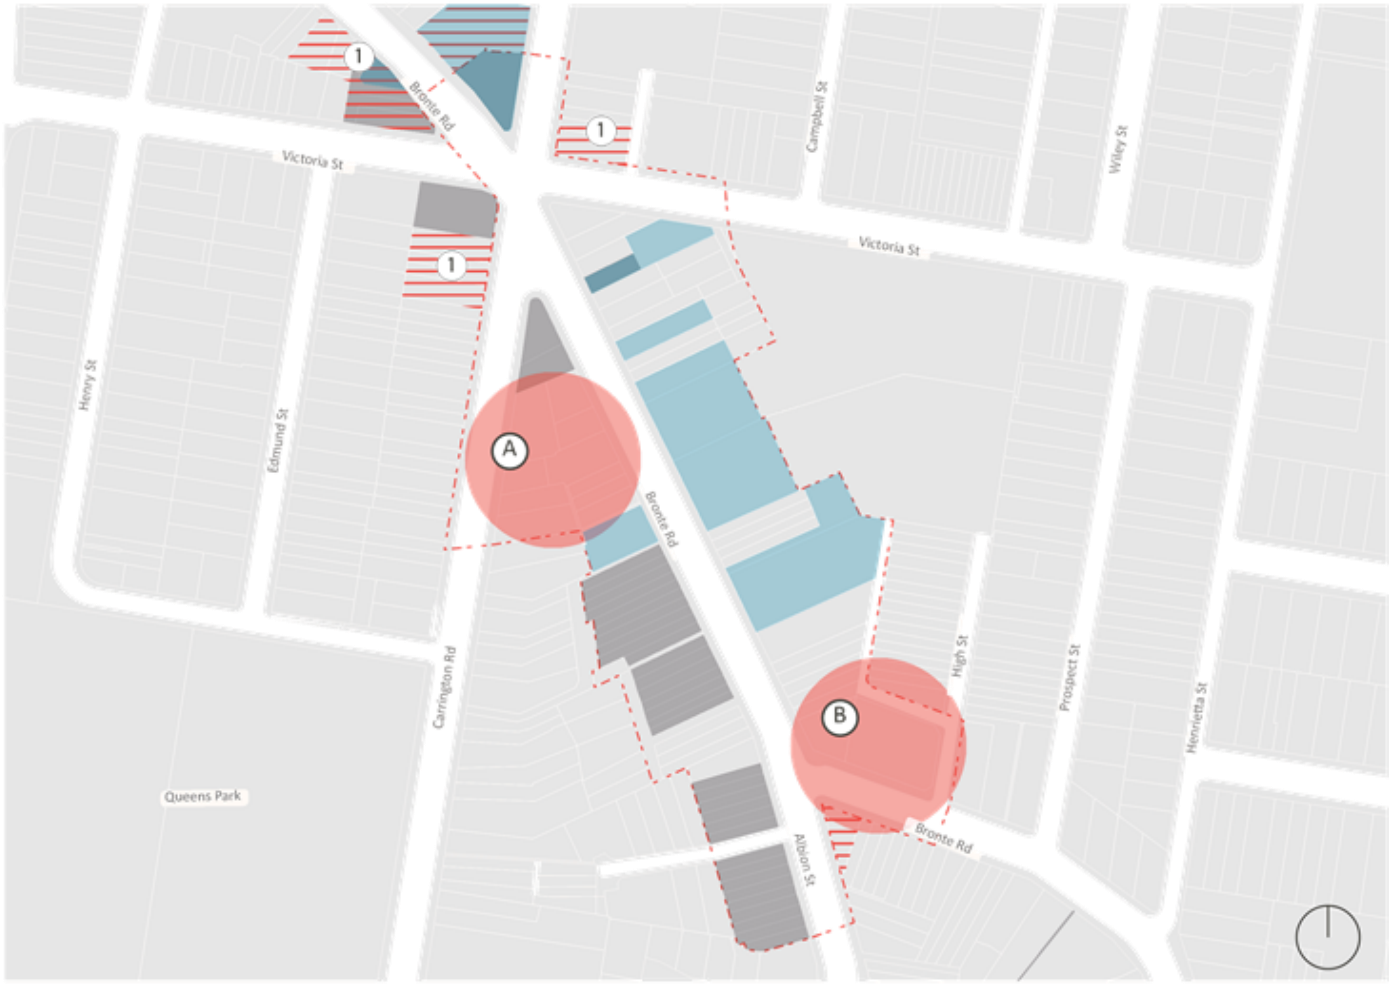 1
Bronte Rd
1
Campbell St
Wiley St
Victoria St
Victoria St
1
Henry St
Edmund St
A
Bronte Rd
High St
Prospect St
Carrington Rd
Henrietta St
B
Queens Park
Bronte Rd
Albion St